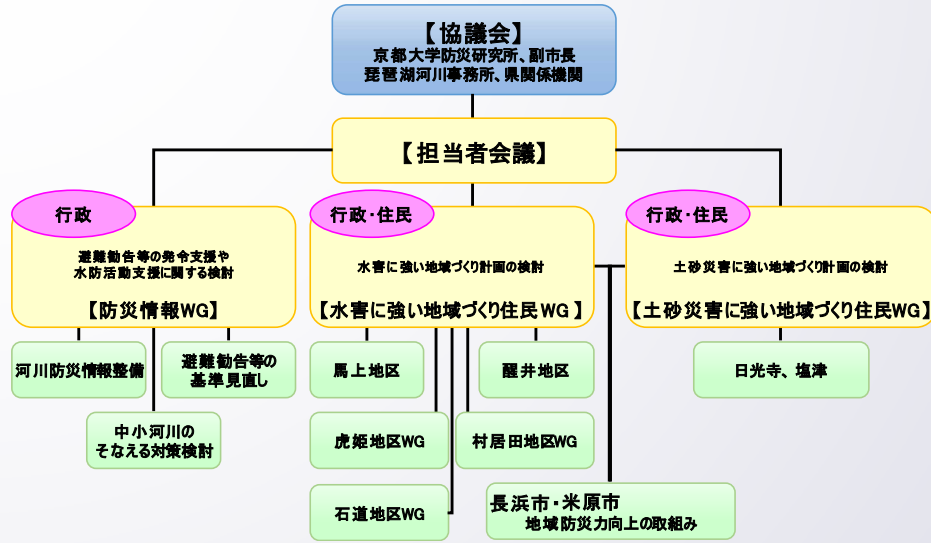 【協議会】
京都大学防災研究所、副市長
琵琶湖河川事務所、県関係機関
【担当者会議】
行政
避難勧告等の発令支援や
水防活動支援に関する検討
【防災情報WG】
行政・住民
水害に強い地域づくり計画の検討
【水害に強い地域づくり住民WG】
行政・住民
土砂災害に強い地域づくり計画の検討
【土砂災害に強い地域づくり住民WG】
河川防災情報整備
避難勧告等の
基準見直し
中小河川の
そなえる対策検討
馬上地区
醒井地区
虎姫地区WG
村居田地区WG
石道地区WG
日光寺、塩津
長浜市・米原市
地域防災力向上の取組み